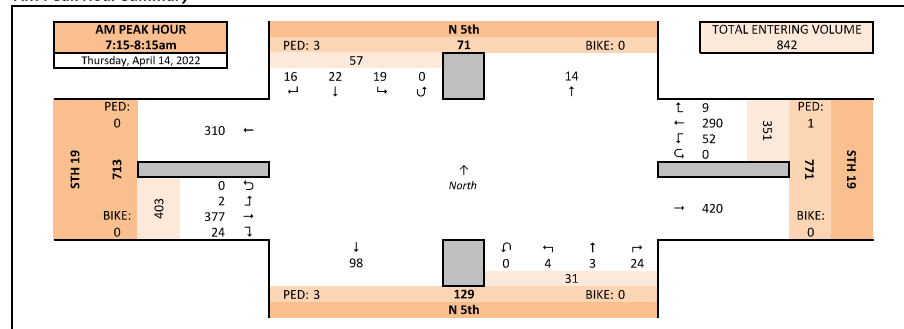 AM PEAK HOUR
7:15-8:15am
Thursday, April 14, 2022
N 5th
PED: 3 71 BIKE: 0
TOTAL ENTERING VOLUME
842
57
16 22 19 0
↵ ↓ ↳ ↺
14
↑
STH 19
PED:
0
713
BIKE:
0
310 ←
403
0 ⮌
2 ⮥
377 →
24 ⮧
↑
North
↰ 9
← 290
↲ 52
⮎ 0
351
PED:
1
771
BIKE:
0
STH 19
→ 420
↓
98
∩ ↰ ↑ ↱
0 4 3 24
31
PED: 3 129 BIKE: 0
N 5th